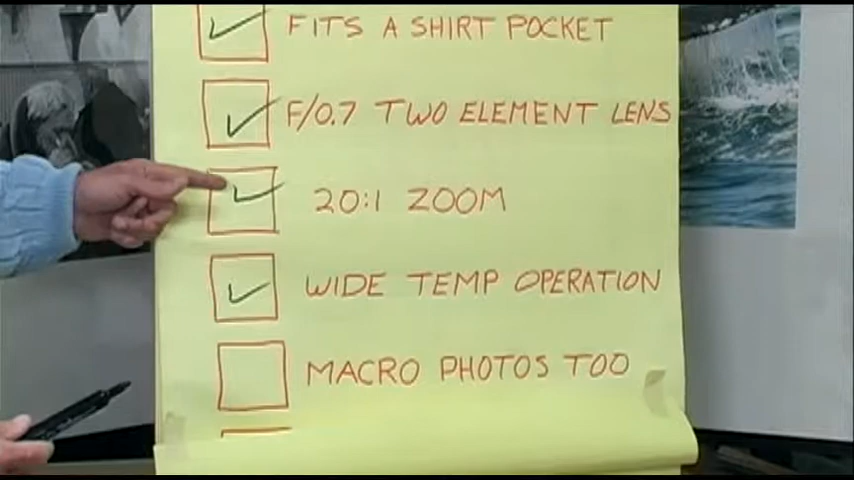 FITS A SHIRT POCKET
F/0.7 TWO ELEMENT LENS
20:1 ZOOM
WIDE TEMP OPERATION
MACRO PHOTOS TOO